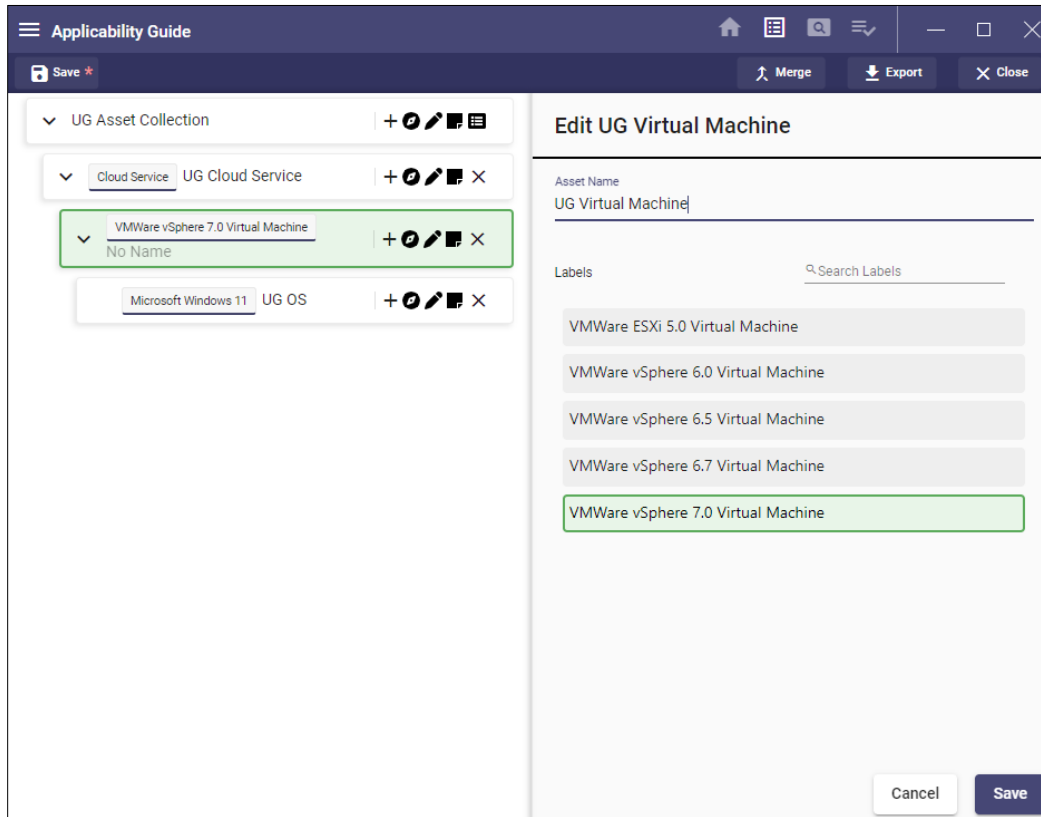 Applicability Guide
Save *
Merge
Export
Close
UG Asset Collection
Cloud Service UG Cloud Service
VMWare vSphere 7.0 Virtual Machine
No Name
Microsoft Windows 11 UG OS
Edit UG Virtual Machine
Asset Name
UG Virtual Machine
Labels
Search Labels
VMWare ESXi 5.0 Virtual Machine
VMWare vSphere 6.0 Virtual Machine
VMWare vSphere 6.5 Virtual Machine
VMWare vSphere 6.7 Virtual Machine
VMWare vSphere 7.0 Virtual Machine
Cancel
Save